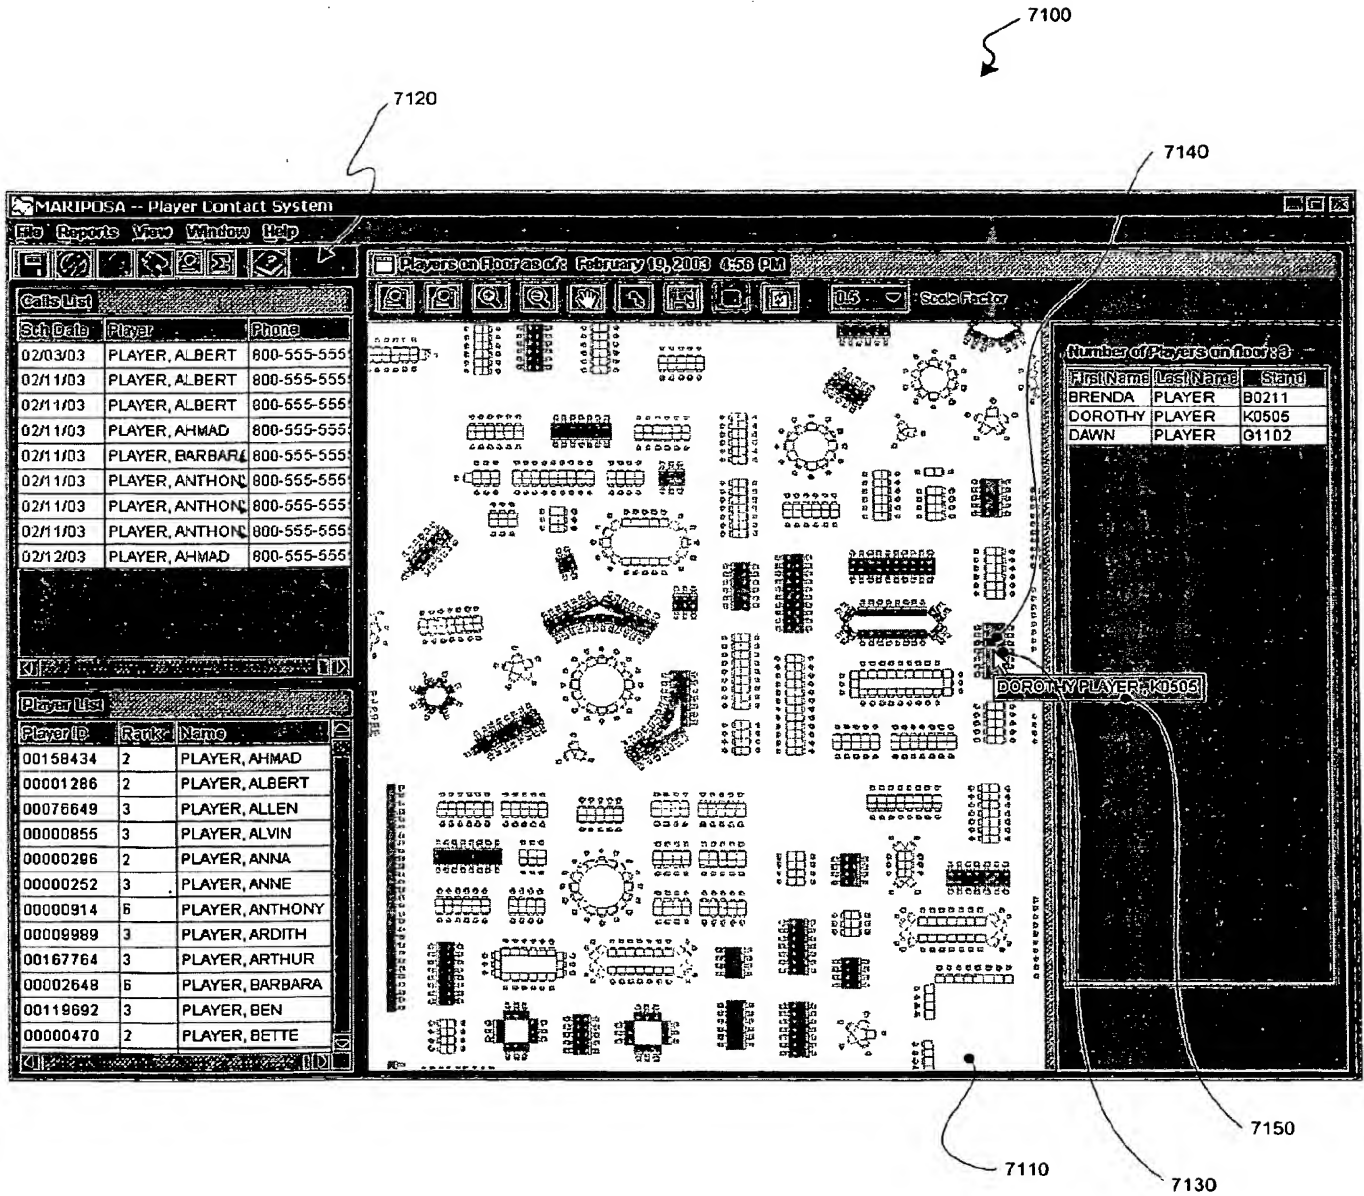 7100
7120
7140
MARIPOSA -- Player Contact System
File Reports View Window Help
Players on Floor as of: February 19, 2003 4:56 PM
0.5 Scale Factor
Calls List
Sch Date Player Phone
02/03/03 PLAYER, ALBERT 800-555-555
02/11/03 PLAYER, ALBERT 800-555-555
02/11/03 PLAYER, ALBERT 800-555-555
02/11/03 PLAYER, AHMAD 800-555-555
02/11/03 PLAYER, BARBARA 800-555-555
02/11/03 PLAYER, ANTHON 800-555-555
02/11/03 PLAYER, ANTHON 800-555-555
02/11/03 PLAYER, ANTHON 800-555-555
02/12/03 PLAYER, AHMAD 800-555-555
Number of Players on floor : 3
First Name Last Name Stand
BRENDA PLAYER B0211
DOROTHY PLAYER K0505
DAWN PLAYER G1102
DOROTHY PLAYER, K0505
Player List
Player ID Rank Name
00158434 2 PLAYER, AHMAD
00001286 2 PLAYER, ALBERT
00076649 3 PLAYER, ALLEN
00000855 3 PLAYER, ALVIN
00000296 2 PLAYER, ANNA
00000252 3 PLAYER, ANNE
00000914 6 PLAYER, ANTHONY
00009989 3 PLAYER, ARDITH
00167764 3 PLAYER, ARTHUR
00002648 6 PLAYER, BARBARA
00119692 3 PLAYER, BEN
00000470 2 PLAYER, BETTE
7150
7110
7130